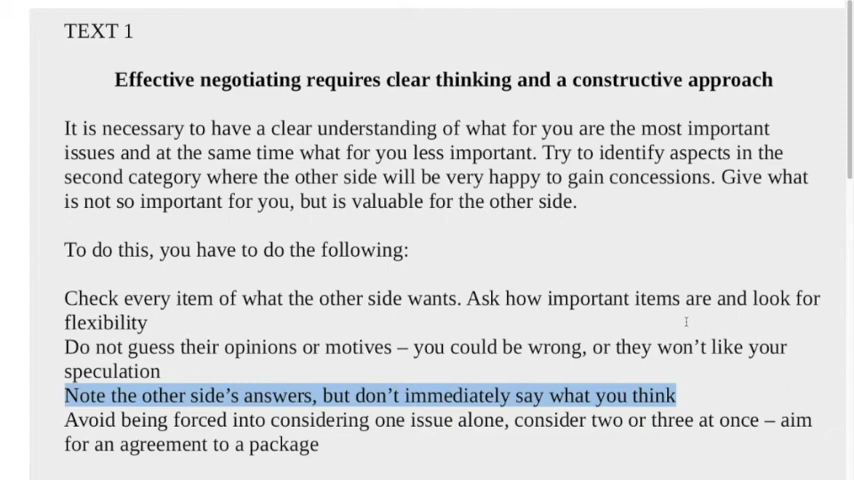 TEXT 1
Effective negotiating requires clear thinking and a constructive approach
It is necessary to have a clear understanding of what for you are the most important
issues and at the same time what for you less important. Try to identify aspects in the
second category where the other side will be very happy to gain concessions. Give what
is not so important for you, but is valuable for the other side.
To do this, you have to do the following:
Check every item of what the other side wants. Ask how important items are and look for
flexibility
Do not guess their opinions or motives – you could be wrong, or they won’t like your
speculation
Note the other side’s answers, but don’t immediately say what you think
Avoid being forced into considering one issue alone, consider two or three at once – aim
for an agreement to a package